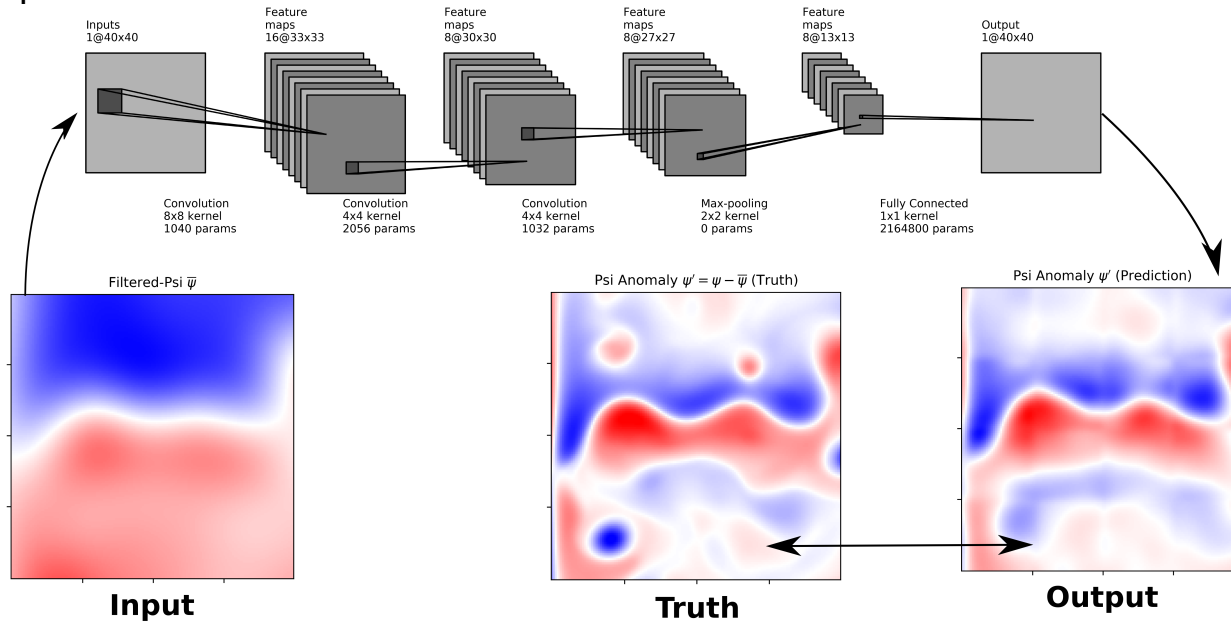 Inputs
1@40x40
Feature
maps
16@33x33
Feature
maps
8@30x30
Feature
maps
8@27x27
Feature
maps
8@13x13
Output
1@40x40
Convolution
8x8 kernel
1040 params
Convolution
4x4 kernel
2056 params
Convolution
4x4 kernel
1032 params
Max-pooling
2x2 kernel
0 params
Fully Connected
1x1 kernel
2164800 params
Filtered-Psi ψ̅
Psi Anomaly ψ′ = ψ − ψ̅ (Truth)
Psi Anomaly ψ′ (Prediction)
Input
Truth
Output